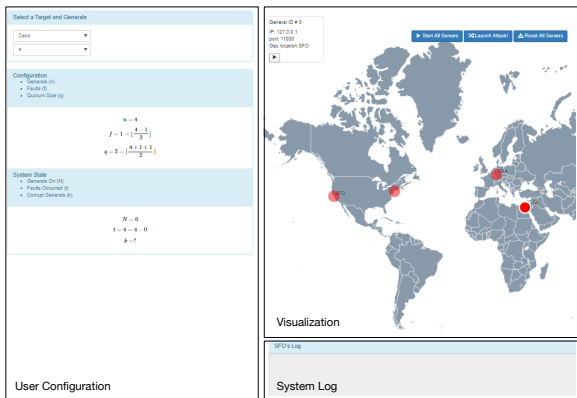 Select a Target and Generals
Cairo
4
Configuration
Generals (n)
Faults (f)
Quorum Size (q)
n = 4
f = 1 = ⌊(4 − 1)/3⌋
q = 3 = ⌈(4 + 1 + 1)/2⌉
System State
Generals On (N)
Faults Occurred (t)
Corrupt Generals (k)
N = 0
t = 4 = 4 - 0
k =?
User Configuration
General ID # 0
IP: 127.0.0.1
port: 11000
Geo location:SFO
Start All Servers
Launch Attack!
Reset All Servers
SFO
Visualization
SFO's Log
System Log